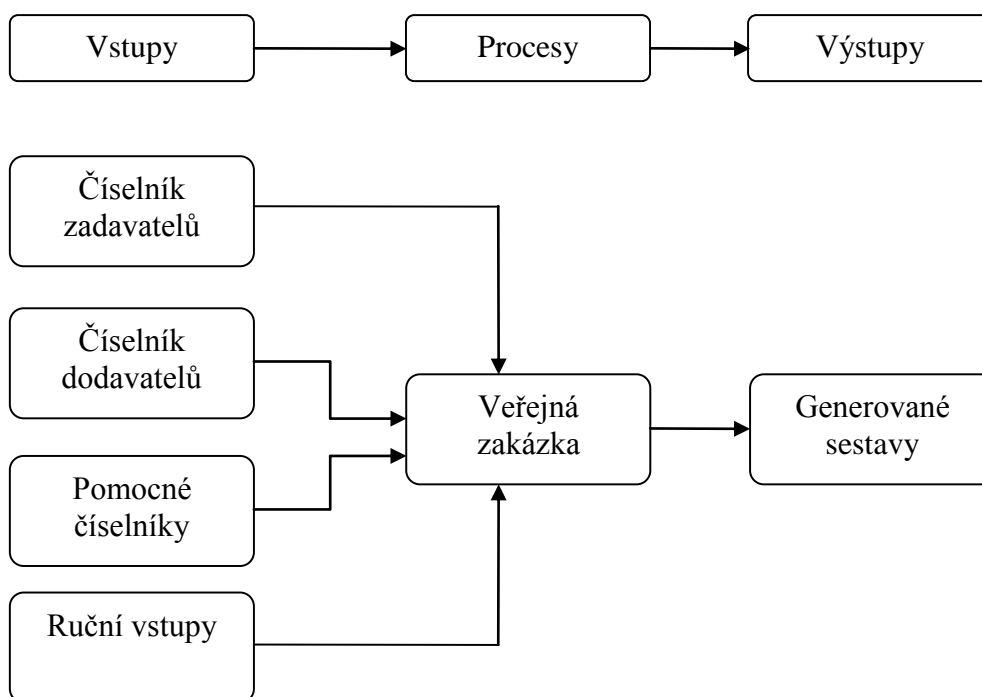 Vstupy
Procesy
Výstupy
Číselník
zadavatelů
Číselník
dodavatelů
Veřejná
zakázka
Generované
sestavy
Pomocné
číselníky
Ruční vstupy